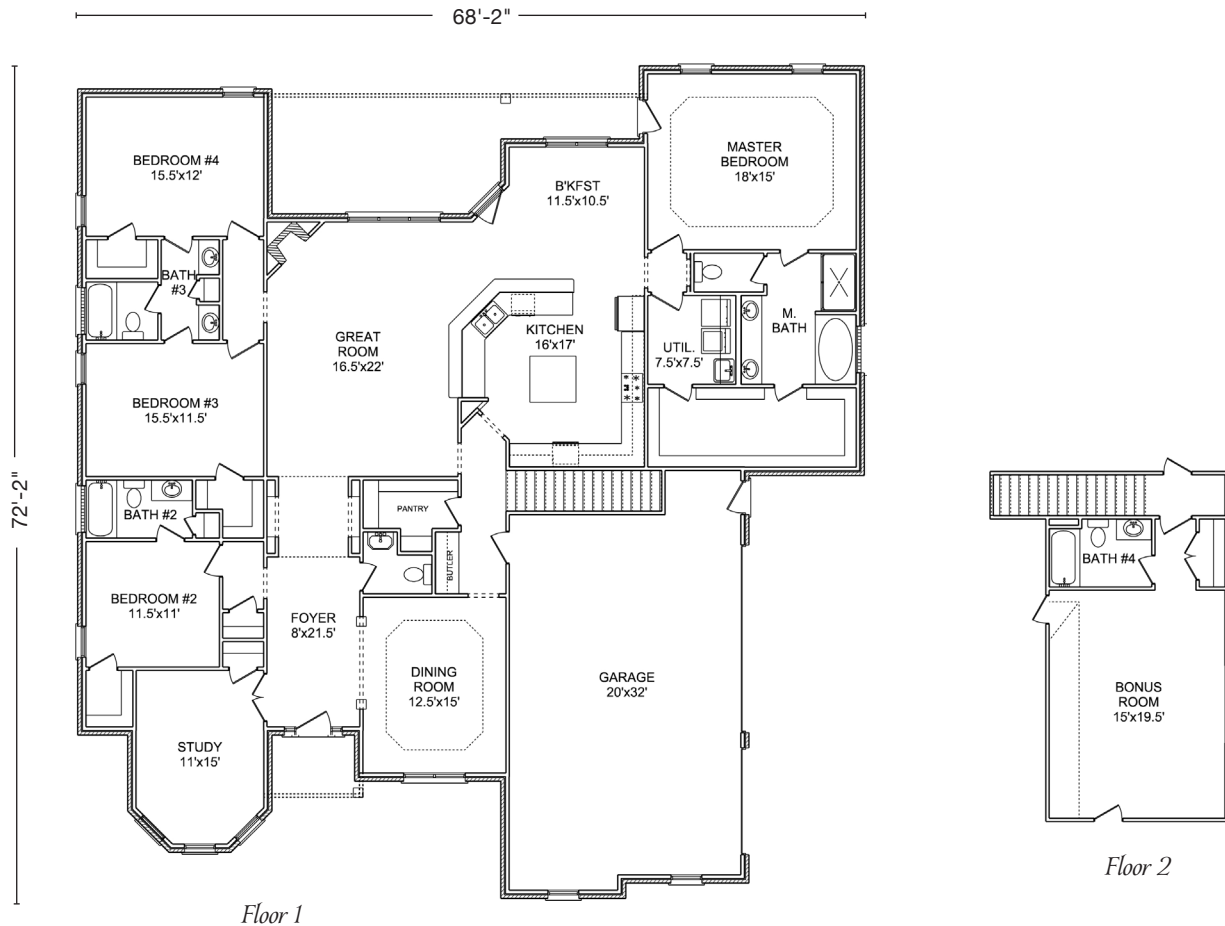 68'-2"
72'-2"
BEDROOM #4
15.5'x12'
MASTER
BEDROOM
18'x15'
B'KFST
11.5'x10.5'
BATH
#3
GREAT
ROOM
16.5'x22'
KITCHEN
16'x17'
UTIL.
7.5'x7.5'
M.
BATH
BEDROOM #3
15.5'x11.5'
BATH #2
PANTRY
BUTLER
BEDROOM #2
11.5'x11'
FOYER
8'x21.5'
DINING
ROOM
12.5'x15'
GARAGE
20'x32'
STUDY
11'x15'
Floor 1
BATH #4
BONUS
ROOM
15'x19.5'
Floor 2